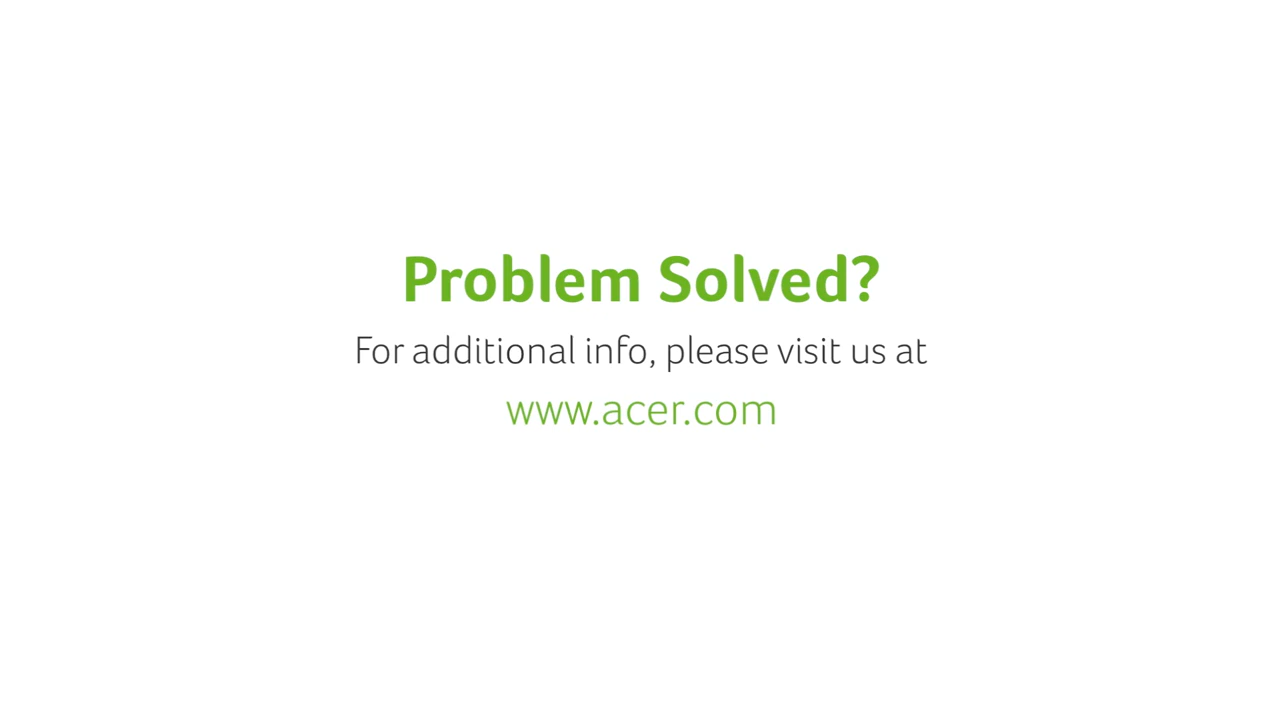 Problem Solved?
For additional info, please visit us at
www.acer.com